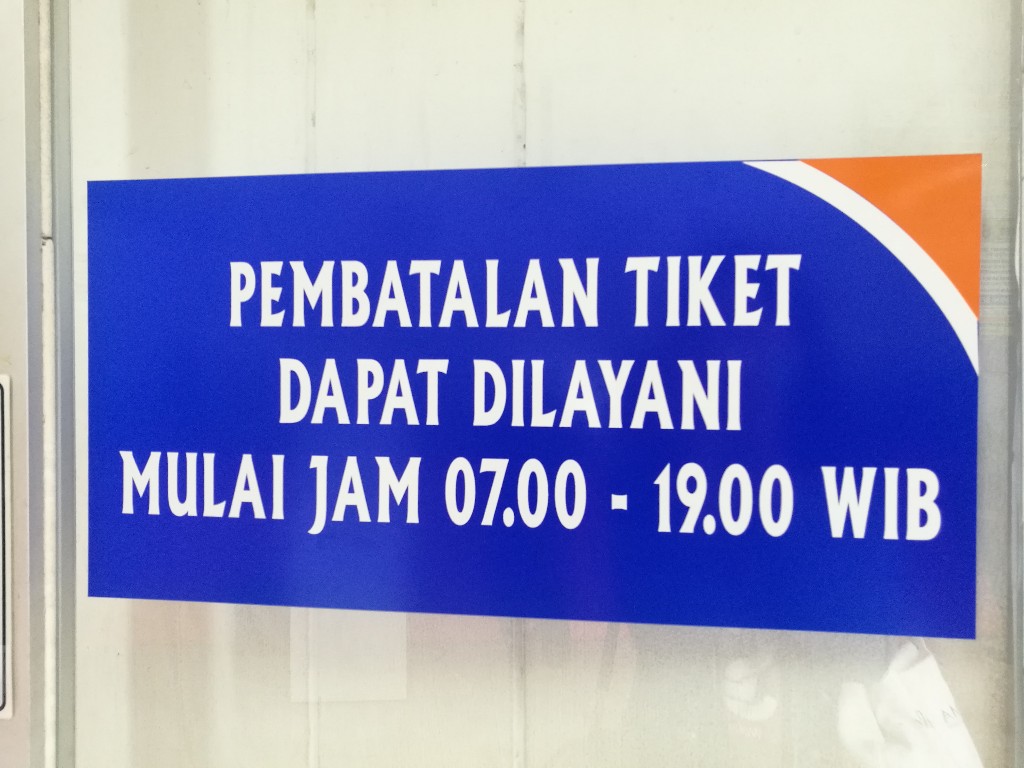 PEMBATALAN TIKET
DAPAT DILAYANI
MULAI JAM 07.00 - 19.00 WIB